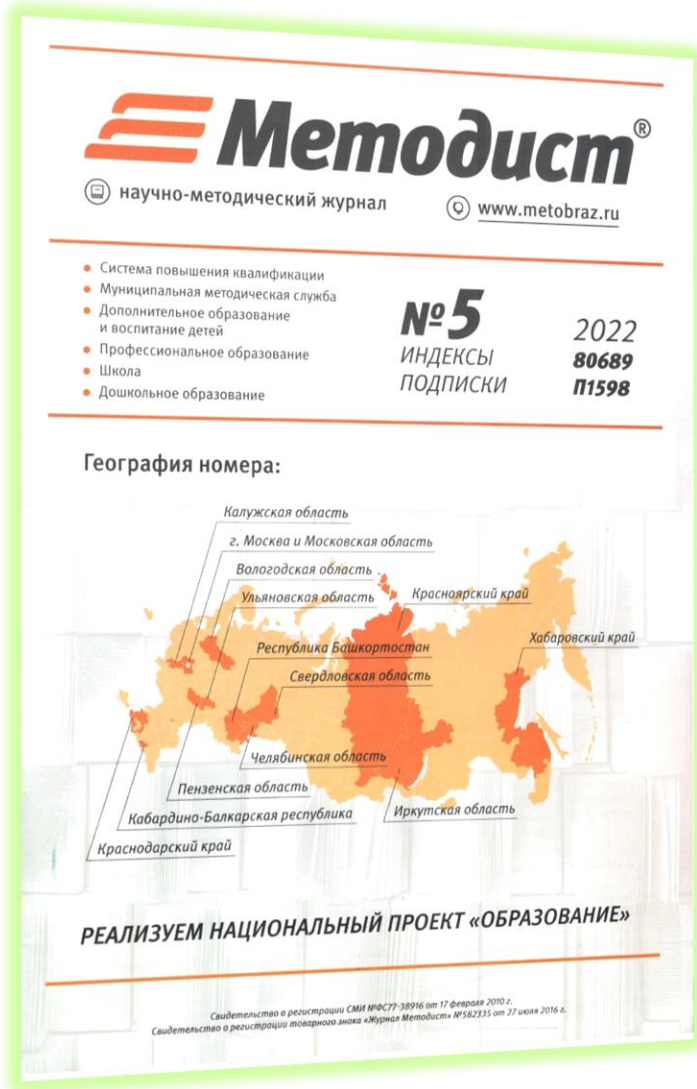 Методист®
научно-методический журнал
www.metobraz.ru
• Система повышения квалификации
• Муниципальная методическая служба
• Дополнительное образование
и воспитание детей
• Профессиональное образование
• Школа
• Дошкольное образование
№5 2022
ИНДЕКСЫ 80689
ПОДПИСКИ П1598
География номера:
Калужская область
г. Москва и Московская область
Вологодская область
Ульяновская область
Красноярский край
Хабаровский край
Республика Башкортостан
Свердловская область
Челябинская область
Пензенская область
Кабардино-Балкарская республика
Иркутская область
Краснодарский край
РЕАЛИЗУЕМ НАЦИОНАЛЬНЫЙ ПРОЕКТ «ОБРАЗОВАНИЕ»
Свидетельство о регистрации СМИ №ФС77-38916 от 17 февраля 2010 г.
Свидетельство о регистрации товарного знака «Журнал Методист» №582335 от 27 июля 2016 г.